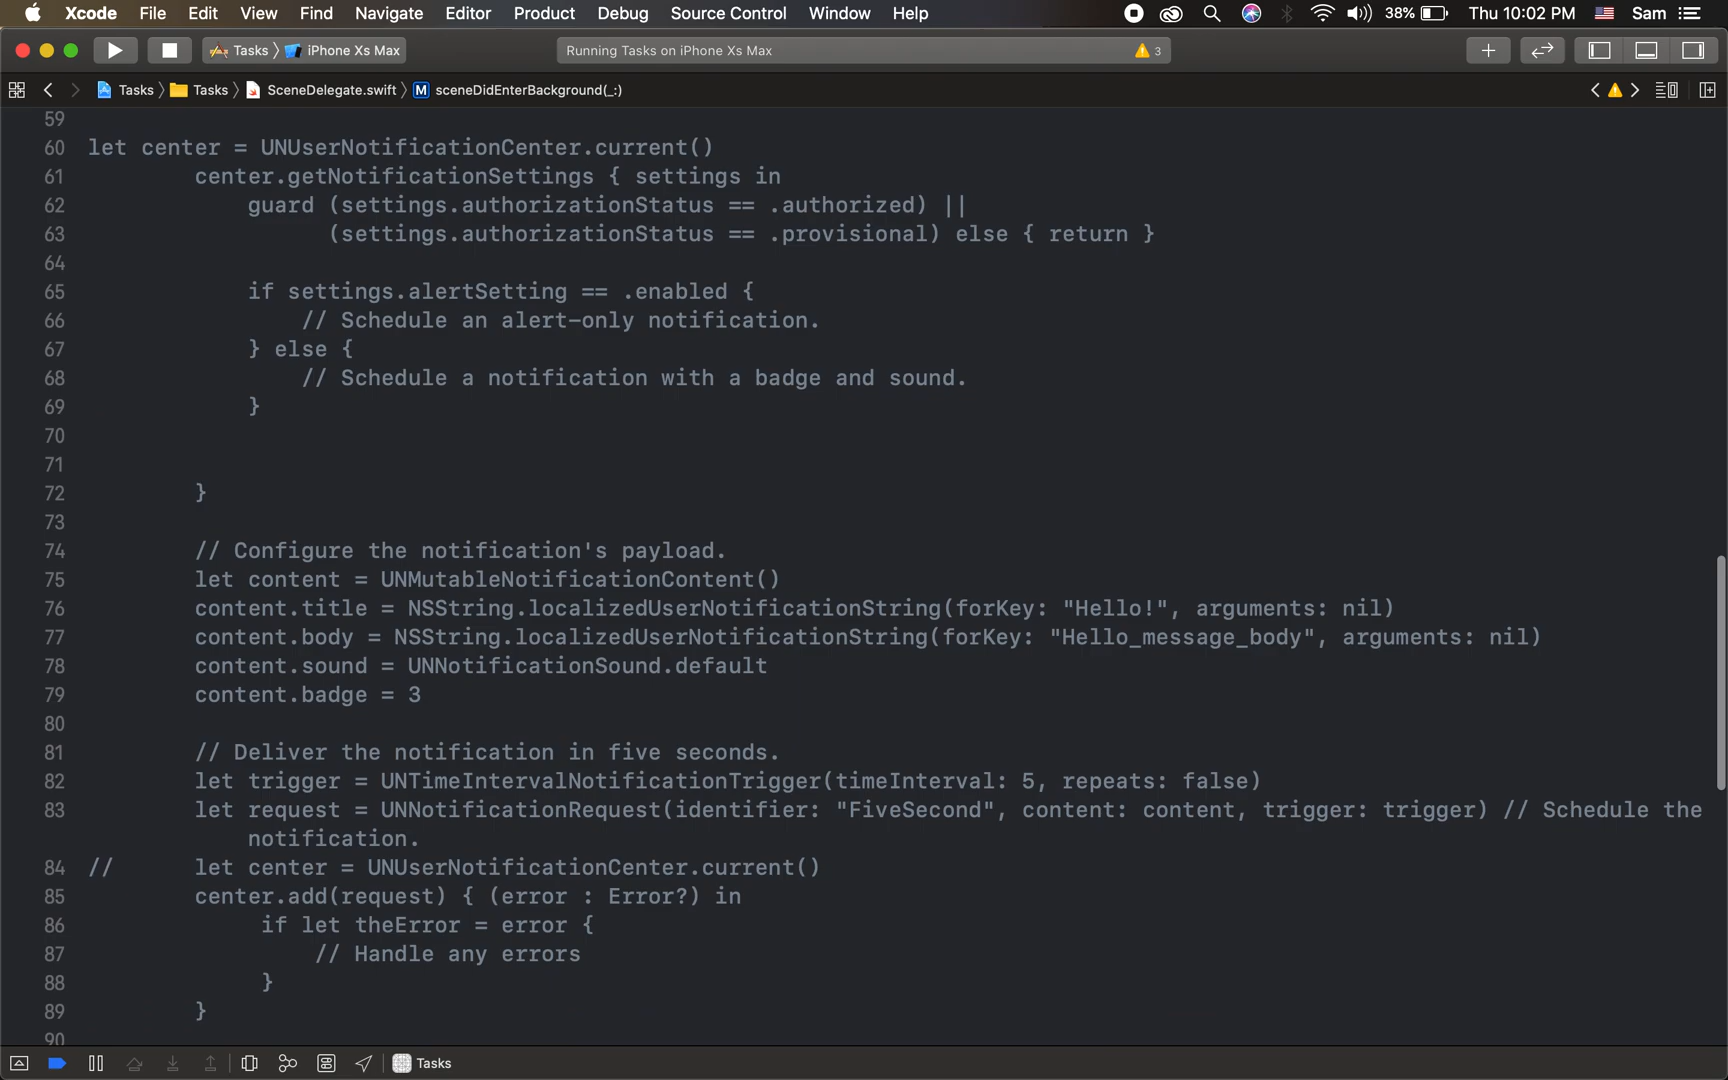 Xcode File Edit View Find Navigate Editor Product Debug Source Control Window Help 38% Thu 10:02 PM Sam
Tasks iPhone Xs Max Running Tasks on iPhone Xs Max 3
Tasks Tasks SceneDelegate.swift M sceneDidEnterBackground(_:)
59
60 let center = UNUserNotificationCenter.current()
61 center.getNotificationSettings { settings in
62 guard (settings.authorizationStatus == .authorized) ||
63 (settings.authorizationStatus == .provisional) else { return }
64
65 if settings.alertSetting == .enabled {
66 // Schedule an alert-only notification.
67 } else {
68 // Schedule a notification with a badge and sound.
69 }
70
71
72 }
73
74 // Configure the notification's payload.
75 let content = UNMutableNotificationContent()
76 content.title = NSString.localizedUserNotificationString(forKey: "Hello!", arguments: nil)
77 content.body = NSString.localizedUserNotificationString(forKey: "Hello_message_body", arguments: nil)
78 content.sound = UNNotificationSound.default
79 content.badge = 3
80
81 // Deliver the notification in five seconds.
82 let trigger = UNTimeIntervalNotificationTrigger(timeInterval: 5, repeats: false)
83 let request = UNNotificationRequest(identifier: "FiveSecond", content: content, trigger: trigger) // Schedule the
notification.
84 // let center = UNUserNotificationCenter.current()
85 center.add(request) { (error : Error?) in
86 if let theError = error {
87 // Handle any errors
88 }
89 }
90
Tasks